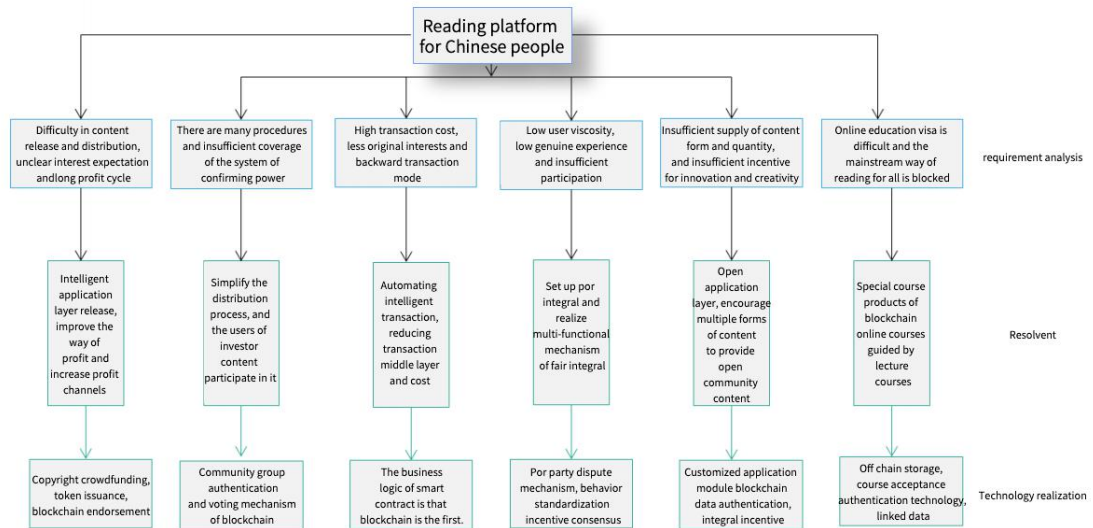 Reading platform
for Chinese people
Difficulty in content
release and distribution,
unclear interest expectation
andlong profit cycle
There are many procedures
and insufficient coverage
of the system of
confirming power
High transaction cost,
less original interests and
backward transaction
mode
Low user viscosity,
low genuine experience
and insufficient
participation
Insufficient supply of content
form and quantity,
and insufficient incentive
for innovation and creativity
Online education visa is
difficult and the
mainstream way of
reading for all is blocked
requirement analysis
Intelligent
application
layer release,
improve the
way of
profit and
increase profit
channels
Simplify the
distribution
process, and
the users of
investor
content
participate in it
Automating
intelligent
transaction,
reducing
transaction
middle layer
and cost
Set up por
integral and
realize
multi-functional
mechanism
of fair integral
Open
application
layer, encourage
multiple forms
of content
to provide
open
community
content
Special course
products of
blockchain
online courses
guided by
lecture
courses
Resolvent
Copyright crowdfunding,
token issuance,
blockchain endorsement
Community group
authentication
and voting mechanism
of blockchain
The business
logic of smart
contract is that
blockchain is the first.
Por party dispute
mechanism, behavior
standardization
incentive consensus
Customized application
module blockchain
data authentication,
integral incentive
Off chain storage,
course acceptance
authentication technology,
linked data
Technology realization